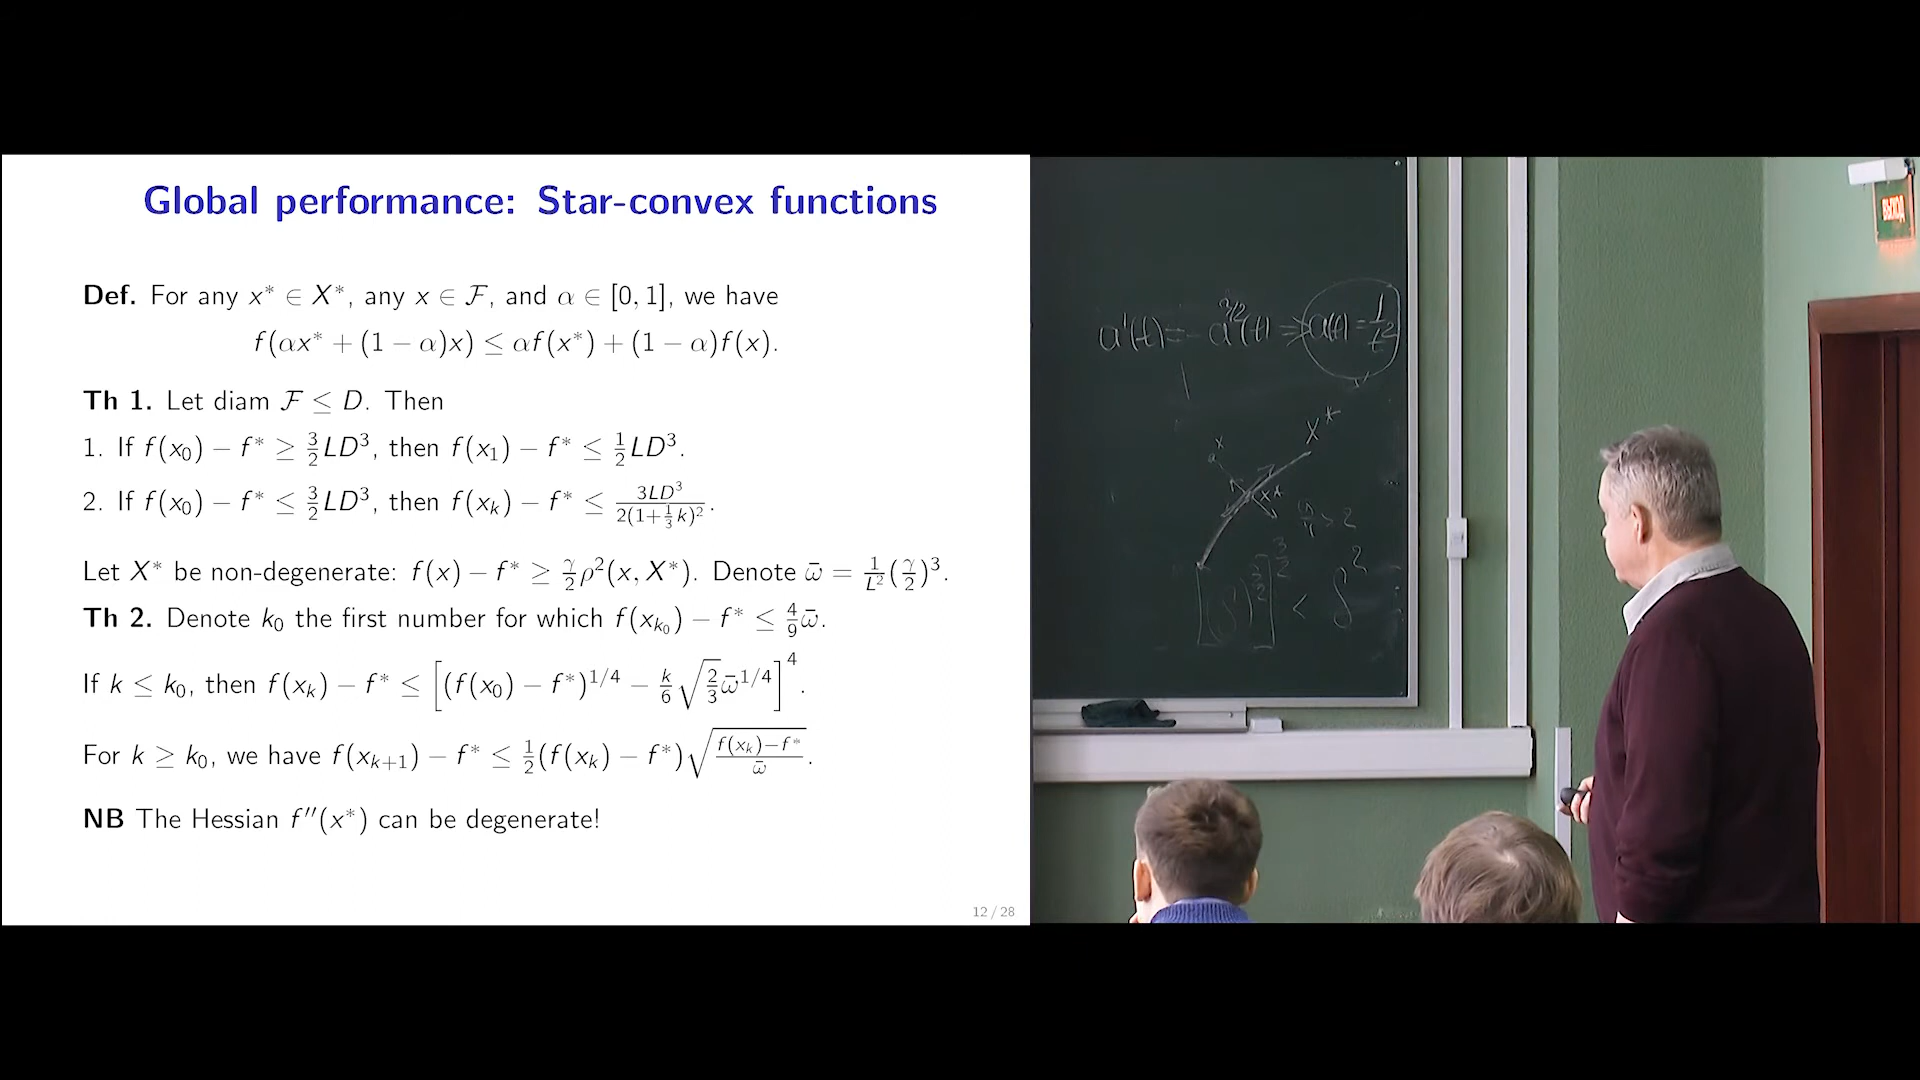 Global performance: Star-convex functions
Def. For any x* ∈ X*, any x ∈ ℱ, and α ∈ [0, 1], we have
f(αx* + (1 − α)x) ≤ αf(x*) + (1 − α)f(x).
Th 1. Let diam ℱ ≤ D. Then
1. If f(x₀) − f* ≥ 3/2 LD³, then f(x₁) − f* ≤ 1/2 LD³.
2. If f(x₀) − f* ≤ 3/2 LD³, then f(x_k) − f* ≤ 3LD³ / 2(1+1/3 k)².
Let X* be non-degenerate: f(x) − f* ≥ γ/2 ρ²(x, X*). Denote ω̄ = 1/L² (γ/2)³.
Th 2. Denote k₀ the first number for which f(x_{k₀}) − f* ≤ 4/9 ω̄.
If k ≤ k₀, then f(x_k) − f* ≤ [(f(x₀) − f*)^{1/4} − k/6 √(2/3) ω̄^{1/4}]⁴.
For k ≥ k₀, we have f(x_{k+1}) − f* ≤ 1/2 (f(x_k) − f*) √((f(x_k)−f*)/ω̄).
NB The Hessian f″(x*) can be degenerate!
12 / 28
a'(t) = − a^{3/2}(t) ⇒ a(t) = 1/t²
X*
x
x*
ВЫХОД